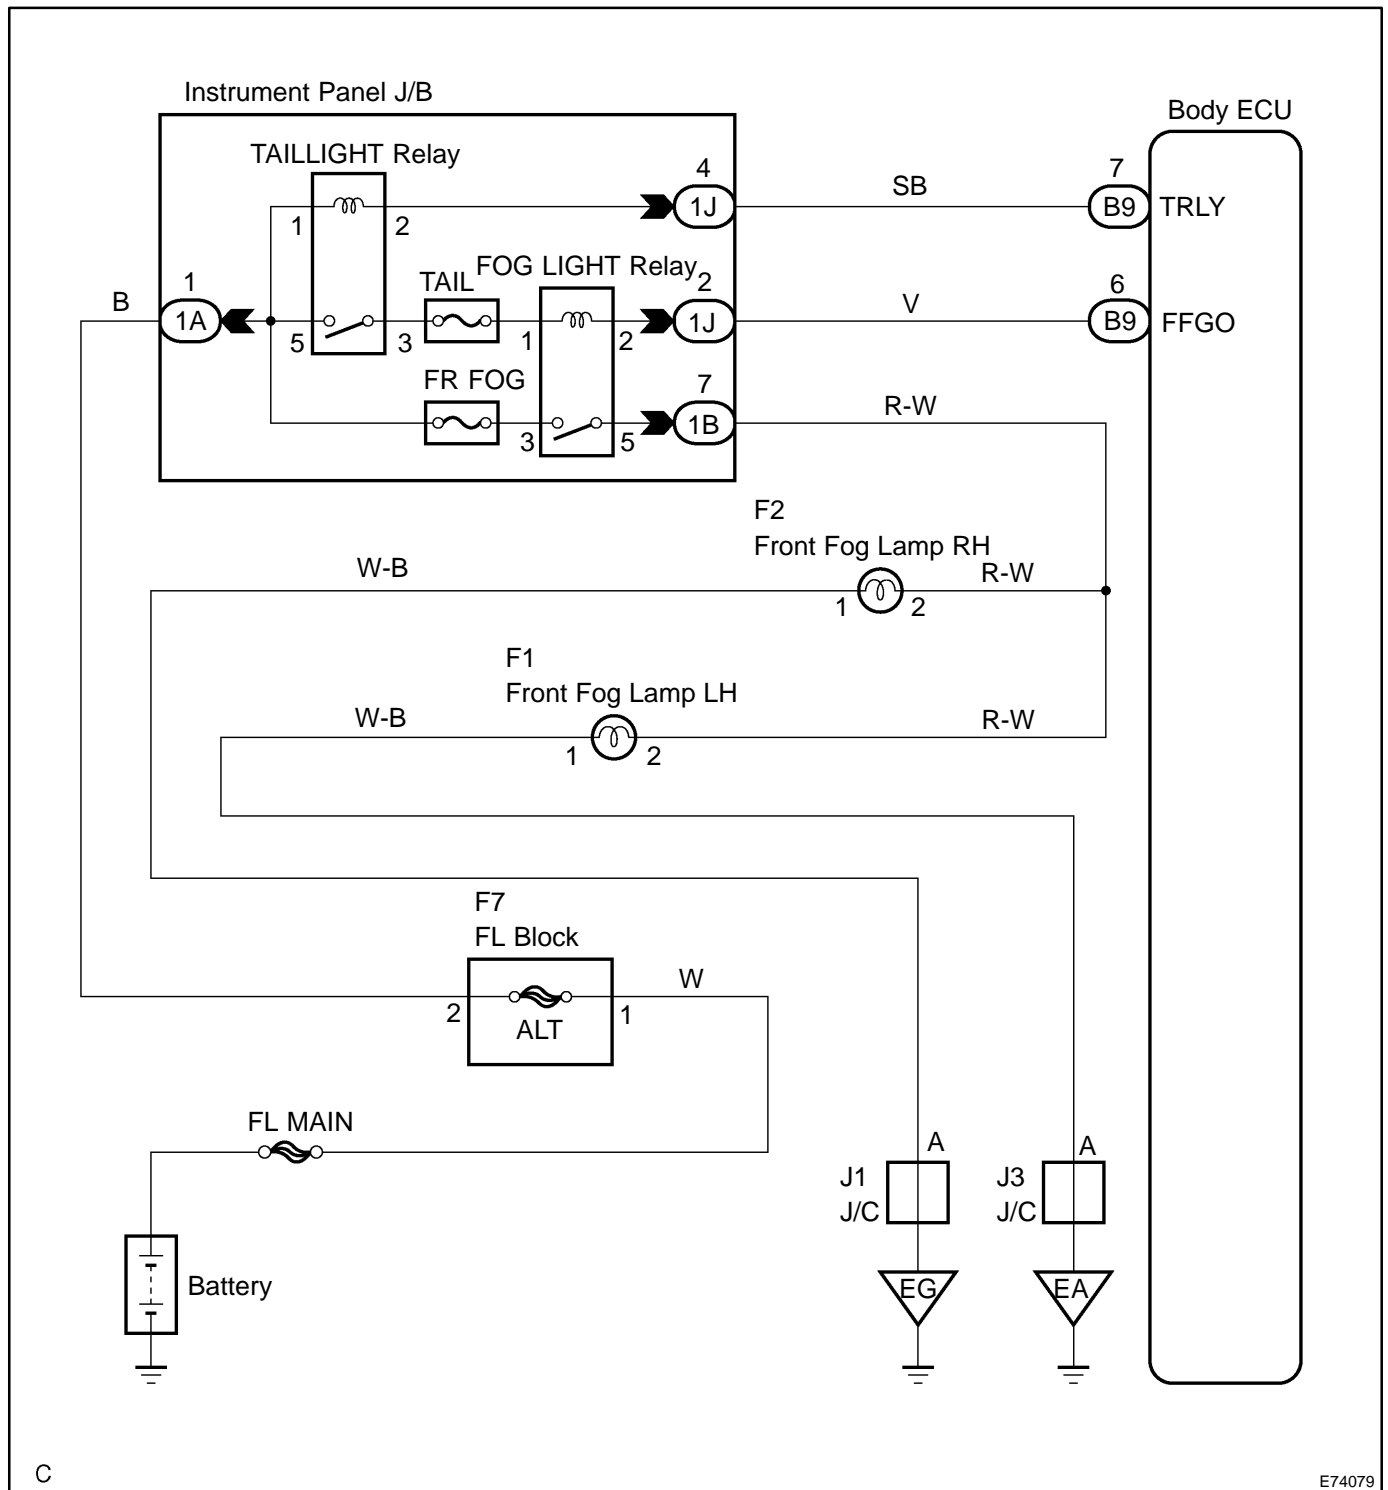 Instrument Panel J/B
Body ECU
TAILLIGHT Relay
4
7
1
2
1J
SB
B9
TRLY
FOG LIGHT Relay
TAIL
1
B
1A
2
6
5
3
1
2
1J
V
B9
FFGO
FR FOG
7
3
5
1B
R-W
F2
Front Fog Lamp RH
W-B
R-W
1
2
F1
Front Fog Lamp LH
W-B
R-W
1
2
F7
FL Block
W
2
1
ALT
FL MAIN
A
A
J1
J/C
J3
J/C
Battery
EG
EA
C
E74079